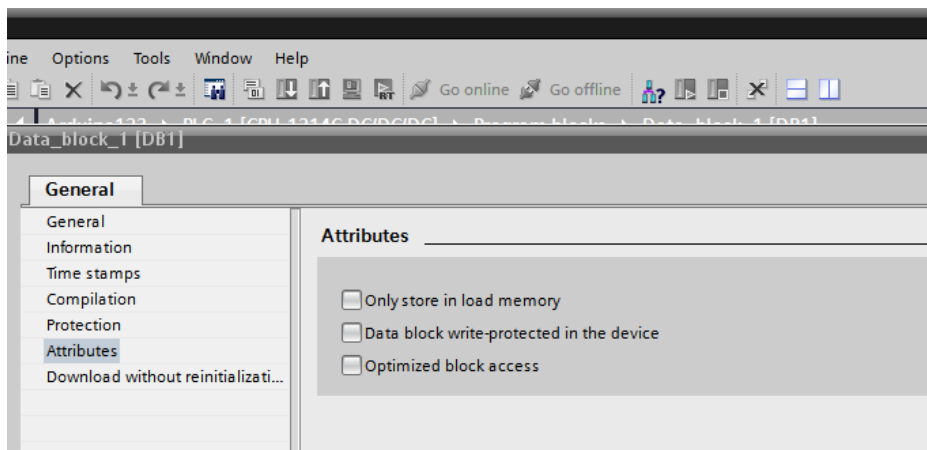 ine Options Tools Window Help
Go online Go offline
Data_block_1 [DB1]
General
General
Information
Time stamps
Compilation
Protection
Attributes
Download without reinitializati...
Attributes
Only store in load memory
Data block write-protected in the device
Optimized block access